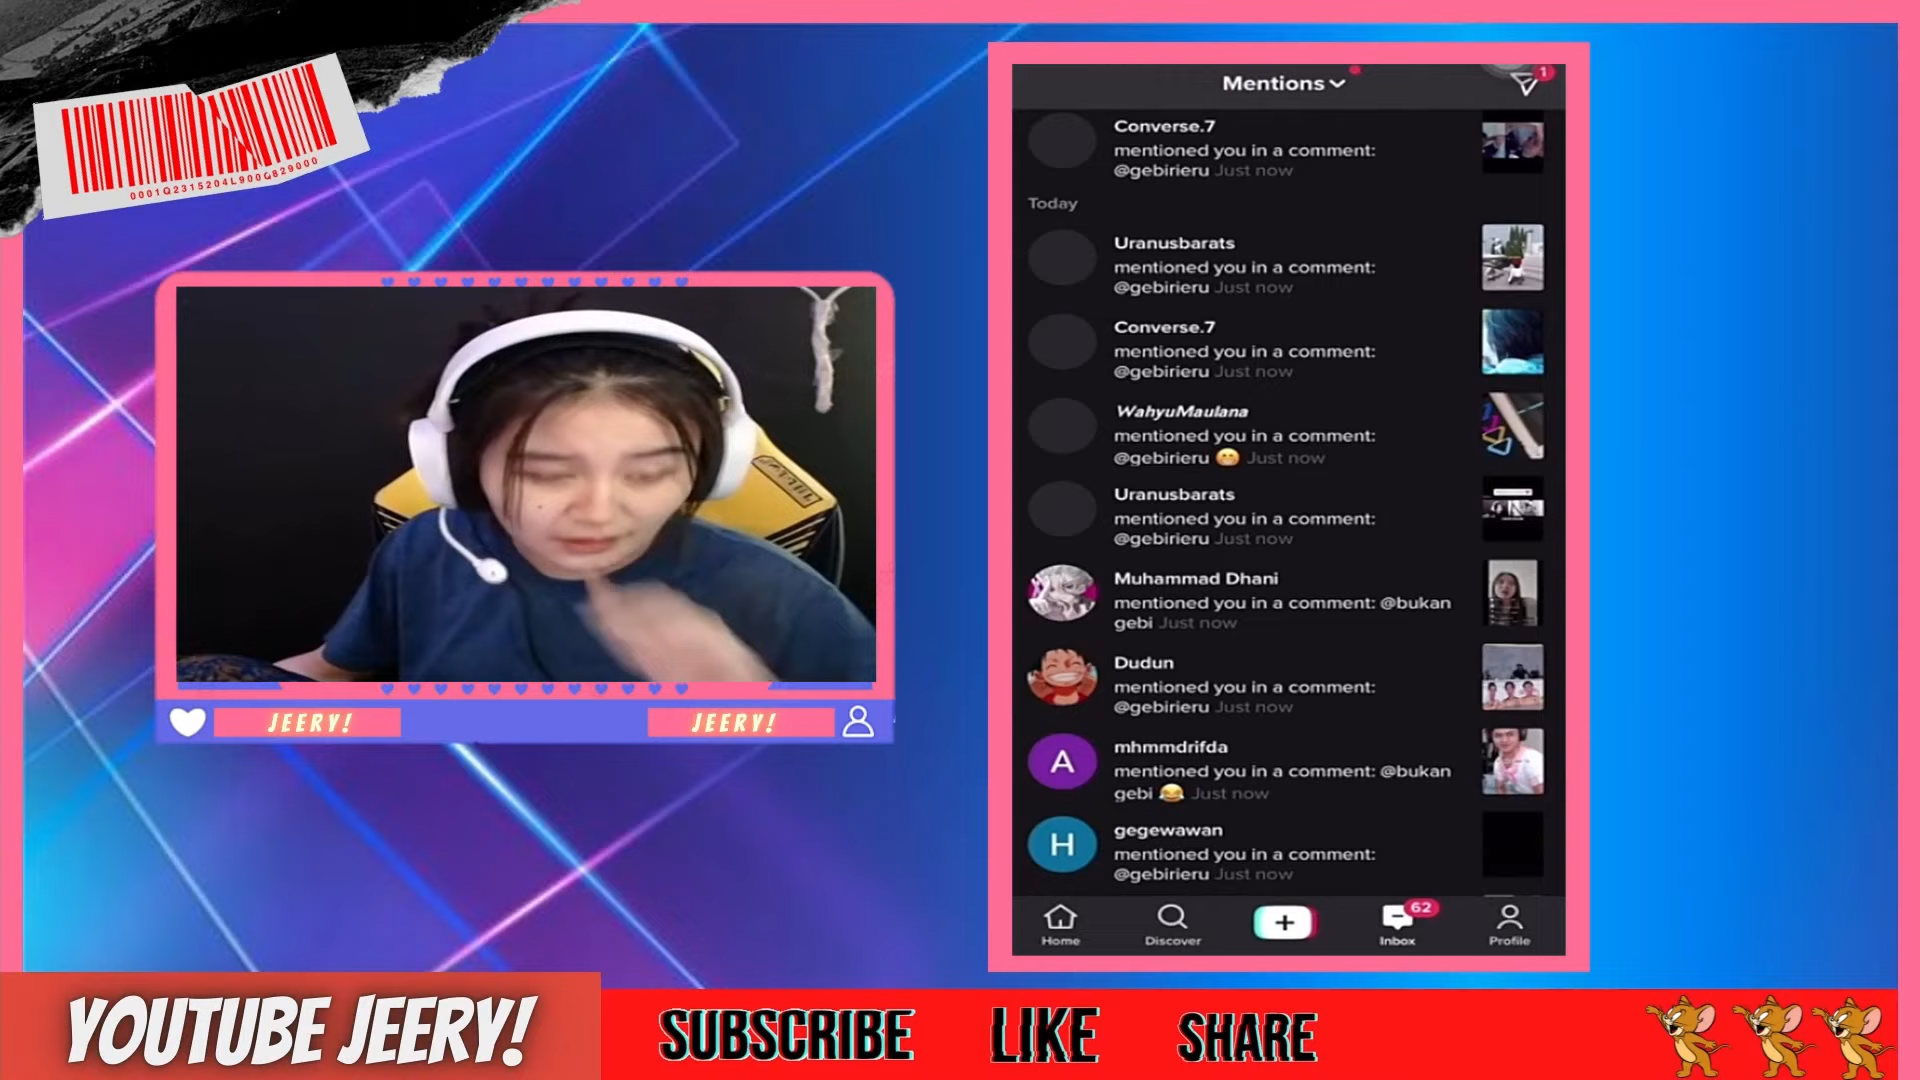 0001Q2315204L900Q829000
JEERY!
JEERY!
Mentions
1
Converse.7
mentioned you in a comment:
@gebirieru Just now
Today
Uranusbarats
mentioned you in a comment:
@gebirieru Just now
Converse.7
mentioned you in a comment:
@gebirieru Just now
WahyuMaulana
mentioned you in a comment:
@gebirieru 🤭 Just now
Uranusbarats
mentioned you in a comment:
@gebirieru Just now
Muhammad Dhani
mentioned you in a comment: @bukan
gebi Just now
Dudun
mentioned you in a comment:
@gebirieru Just now
A
mhmmdrifda
mentioned you in a comment: @bukan
gebi 😂 Just now
H
gegewawan
mentioned you in a comment:
@gebirieru Just now
62
Home
Discover
Inbox
Profile
YOUTUBE JEERY!
SUBSCRIBE
LIKE
SHARE